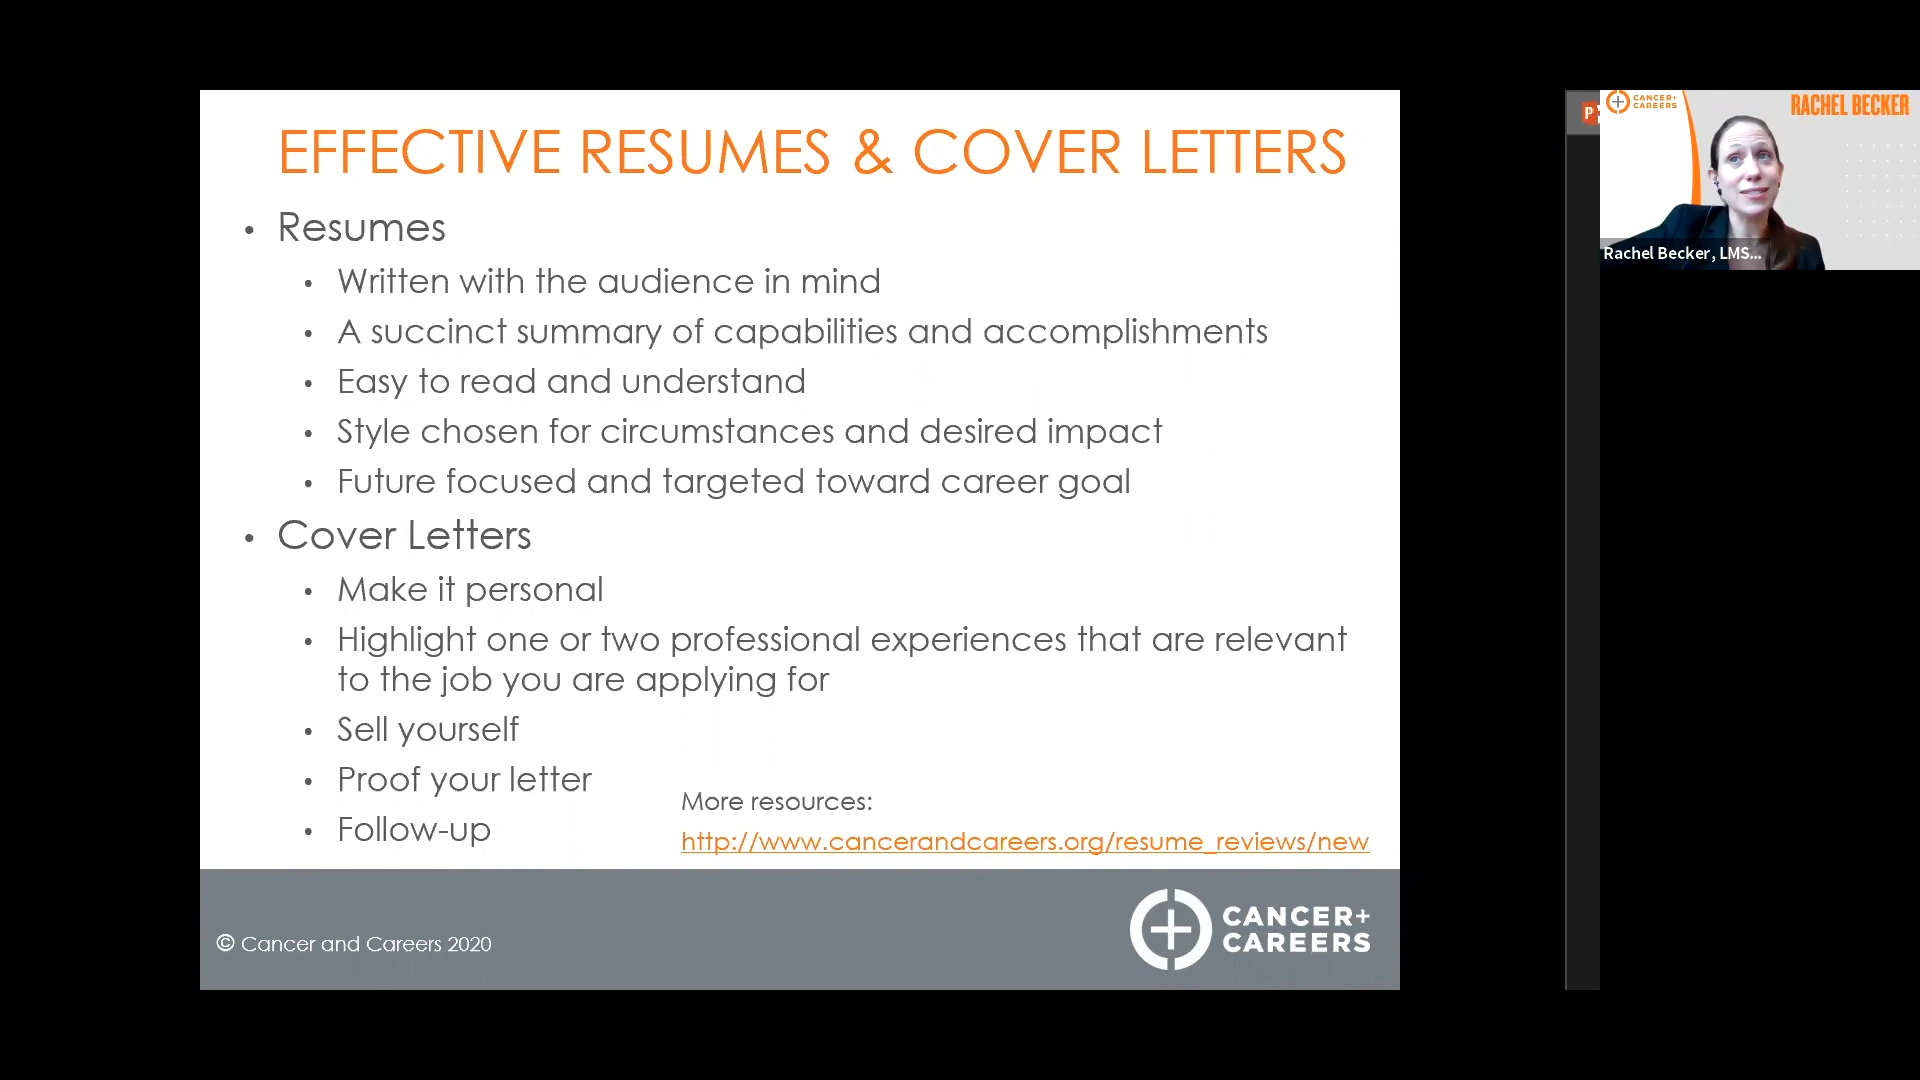 EFFECTIVE RESUMES & COVER LETTERS
• Resumes
• Written with the audience in mind
• A succinct summary of capabilities and accomplishments
• Easy to read and understand
• Style chosen for circumstances and desired impact
• Future focused and targeted toward career goal
• Cover Letters
• Make it personal
• Highlight one or two professional experiences that are relevant
to the job you are applying for
• Sell yourself
• Proof your letter
• Follow-up
More resources:
http://www.cancerandcareers.org/resume_reviews/new
© Cancer and Careers 2020
CANCER+
CAREERS
CANCER+
CAREERS
RACHEL BECKER
Rachel Becker, LMS...